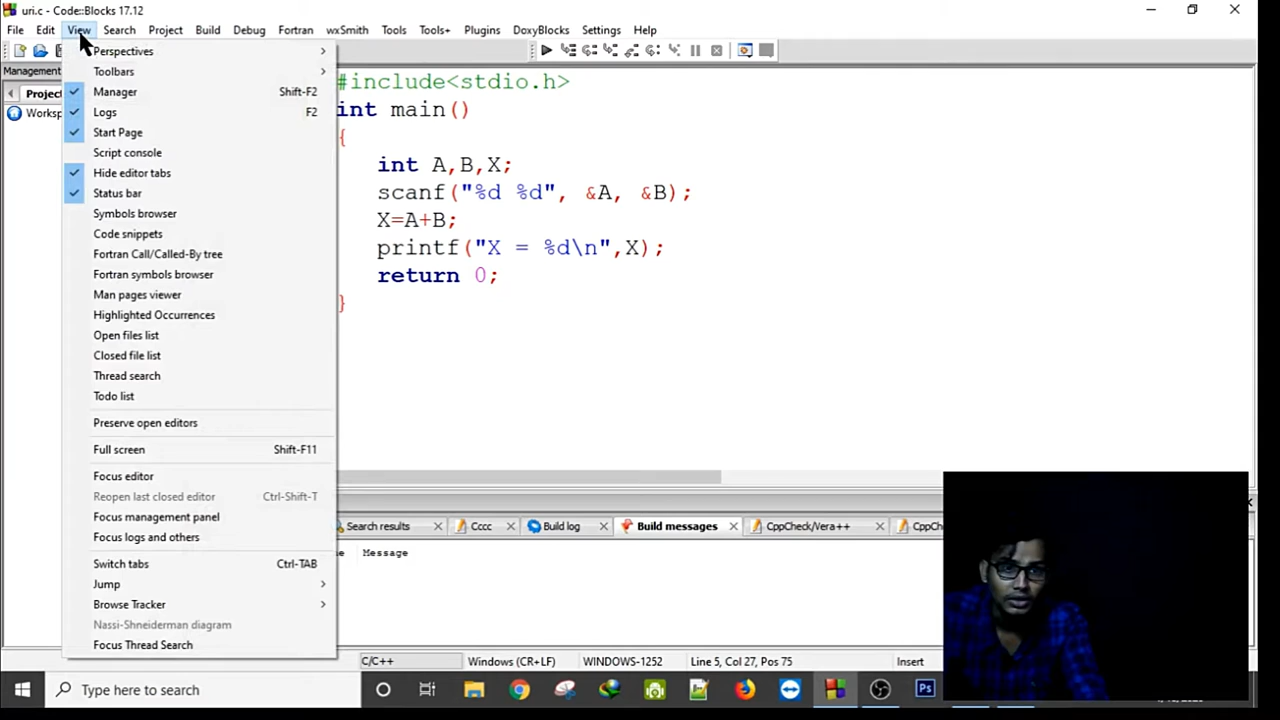 uri.c - Code::Blocks 17.12
File Edit View Search Project Build Debug Fortran wxSmith Tools Tools+ Plugins DoxyBlocks Settings Help
Management
Project
Worksp
Perspectives
Toolbars
Manager Shift-F2
Logs F2
Start Page
Script console
Hide editor tabs
Status bar
Symbols browser
Code snippets
Fortran Call/Called-By tree
Fortran symbols browser
Man pages viewer
Highlighted Occurrences
Open files list
Closed file list
Thread search
Todo list
Preserve open editors
Full screen Shift-F11
Focus editor
Reopen last closed editor Ctrl-Shift-T
Focus management panel
Focus logs and others
Switch tabs Ctrl-TAB
Jump
Browse Tracker
Nassi-Shneiderman diagram
Focus Thread Search
#include<stdio.h>
int main()
{
int A,B,X;
scanf("%d %d", &A, &B);
X=A+B;
printf("X = %d\n",X);
return 0;
}
Search results Cccc Build log Build messages CppCheck/Vera++ CppCh
Message
C/C++ Windows (CR+LF) WINDOWS-1252 Line 5, Col 27, Pos 75 Insert
Type here to search
Ps